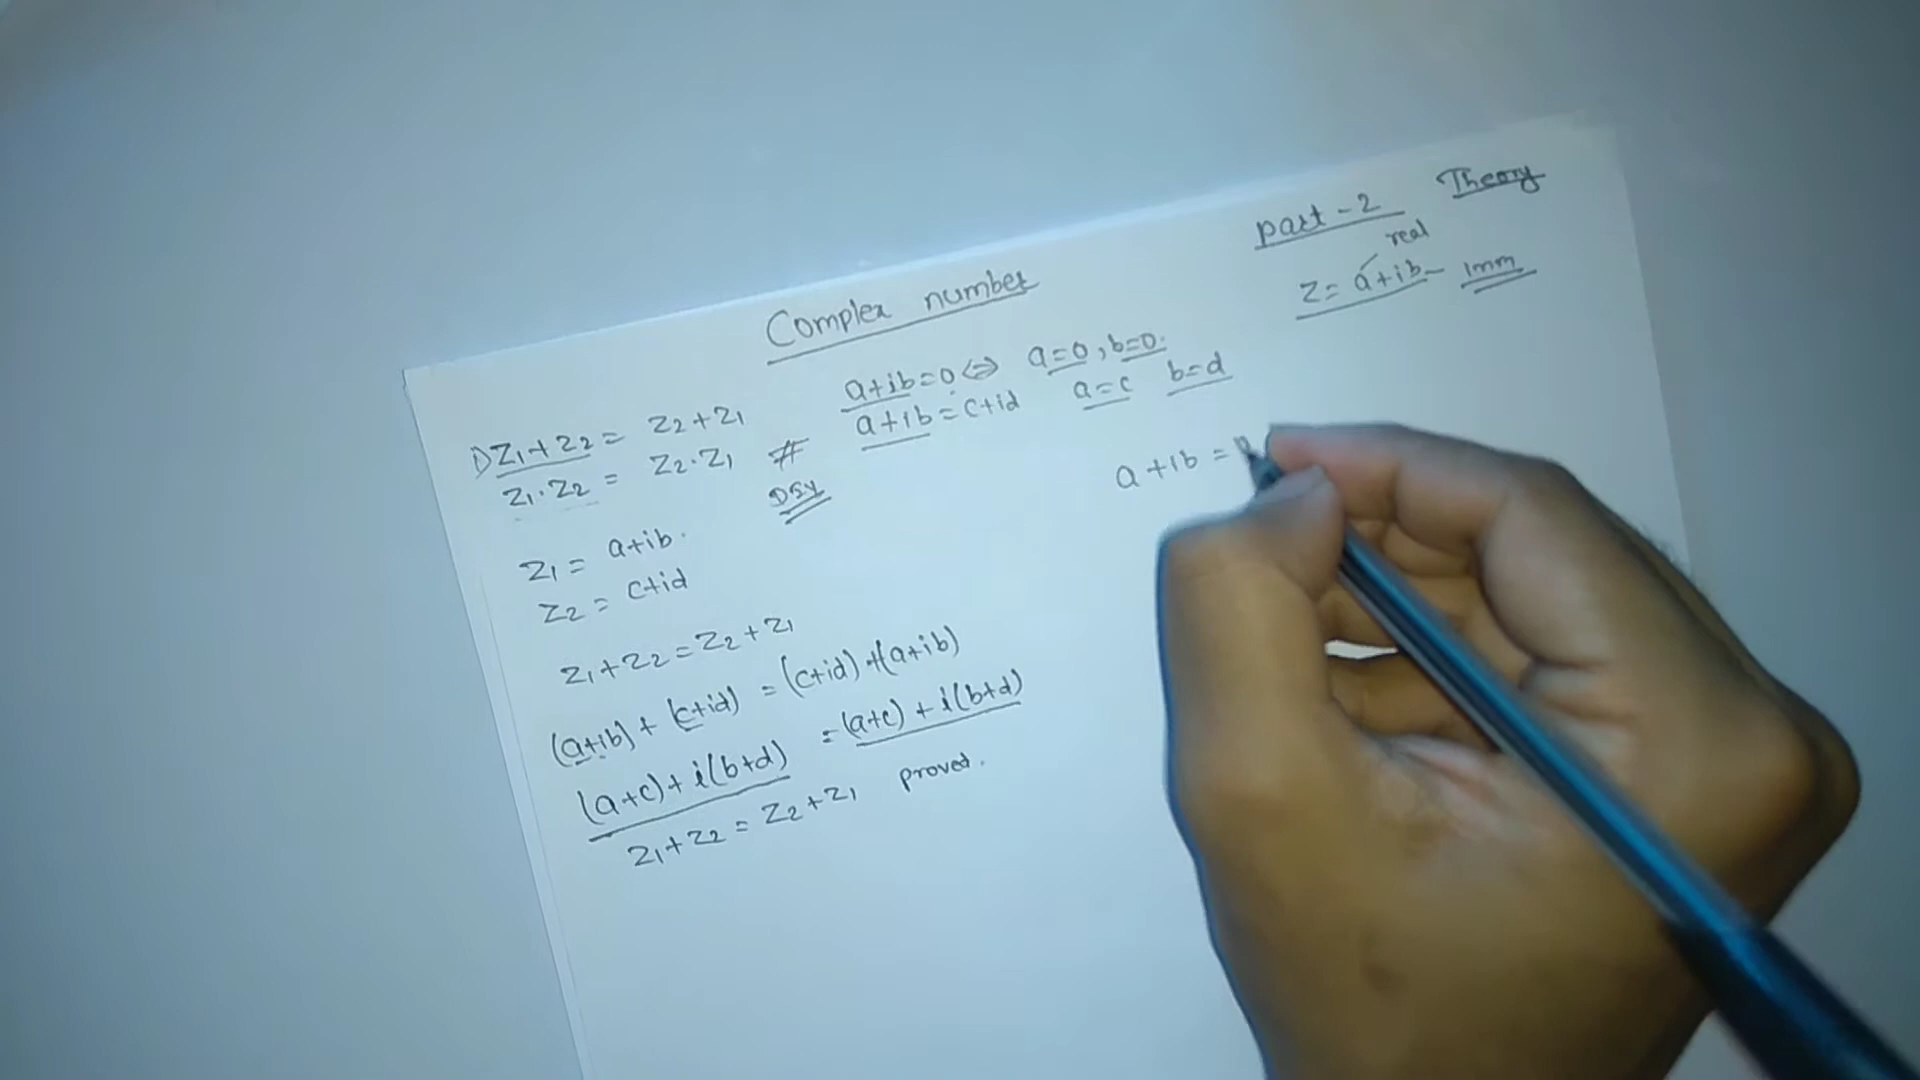 Theory
part-2
real
z = a+ib - Imm
Complex number
a+ib=0 ⇔ a=0, b=0.
a+ib = c+id a=c b=d
1) z1+z2 = z2+z1
z1.z2 = z2.z1 #
a+ib =
z1 = a+ib.
z2 = c+id
z1+z2 = z2+z1
(a+ib) + (c+id) = (c+id)+(a+ib)
(a+c)+i(b+d) = (a+c)+i(b+d)
z1+z2 = z2+z1 proved.